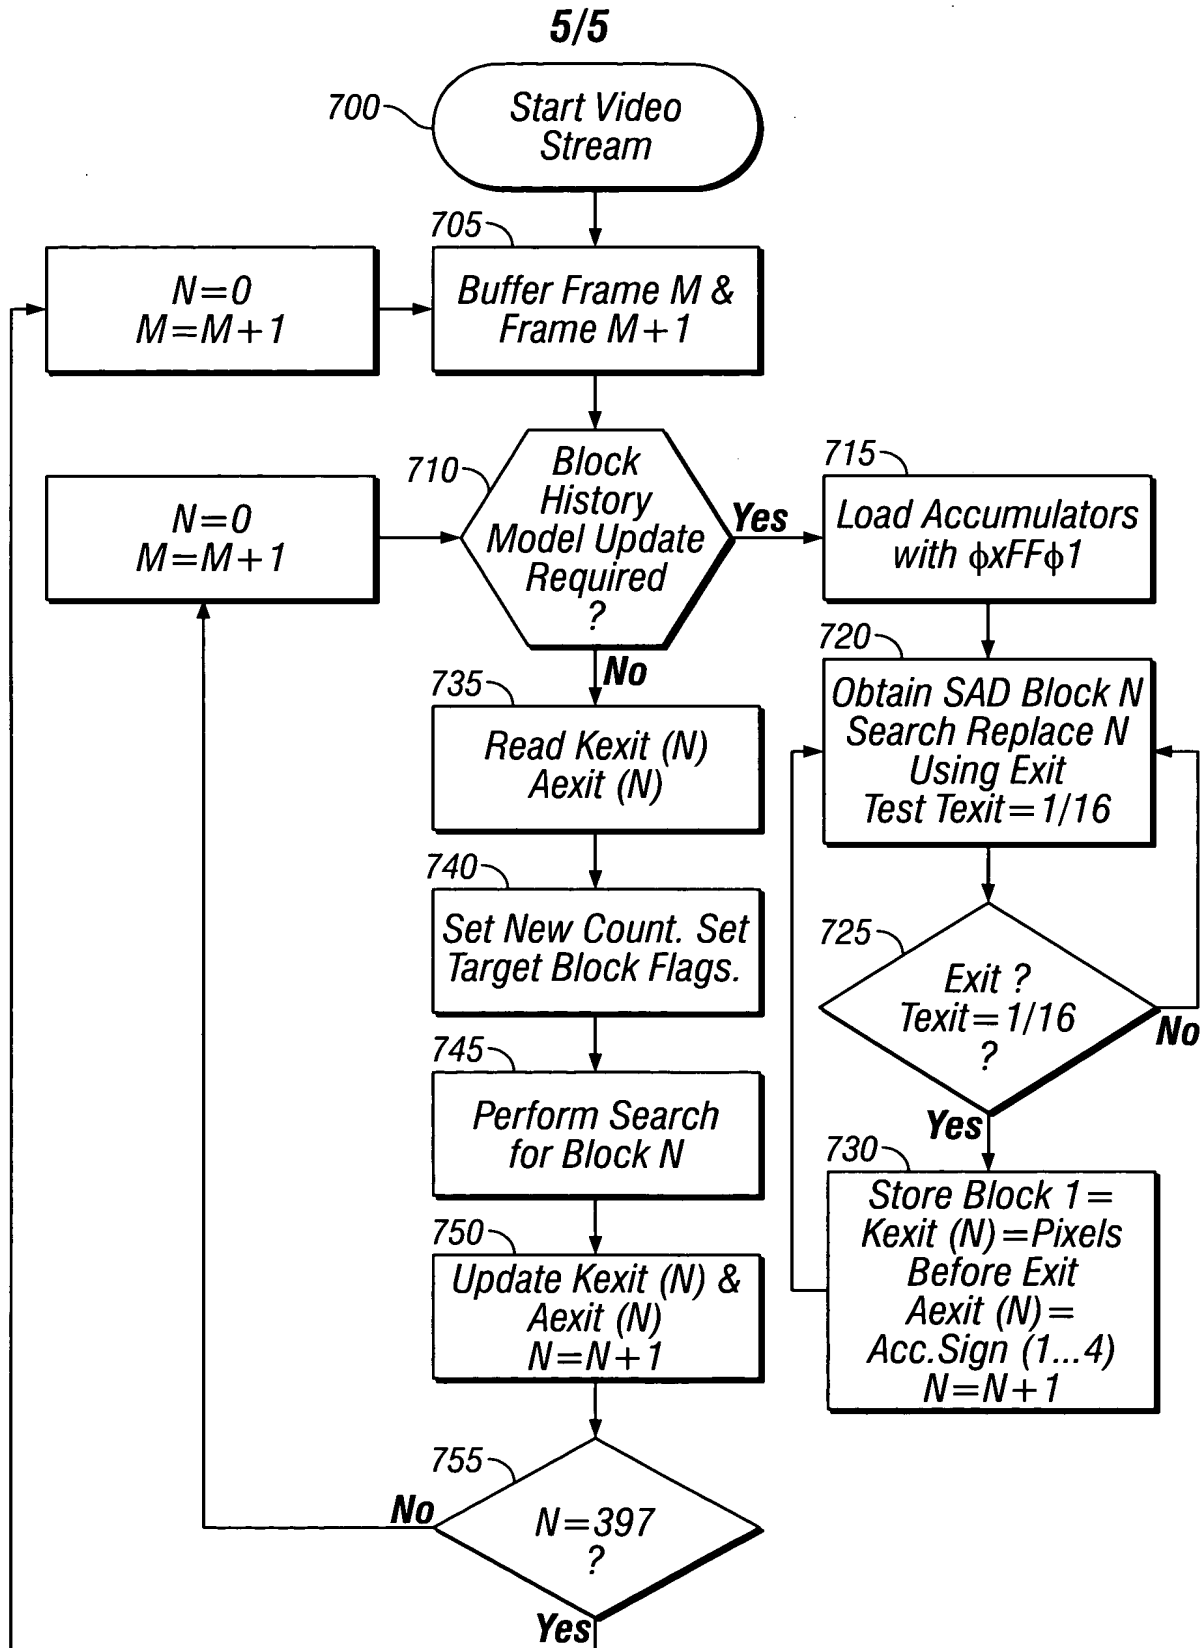 5/5
700
Start Video
Stream
705
N=0
M=M+1
Buffer Frame M &
Frame M+1
710
Block
History
Model Update
Required
?
Yes
N=0
M=M+1
715
Load Accumulators
with ϕxFFϕ1
No
720
Obtain SAD Block N
Search Replace N
Using Exit
Test Texit=1/16
735
Read Kexit (N)
Aexit (N)
740
Set New Count. Set
Target Block Flags.
725
Exit ?
Texit=1/16
?
No
Yes
745
Perform Search
for Block N
730
Store Block 1=
Kexit (N)=Pixels
Before Exit
Aexit (N)=
Acc.Sign (1...4)
N=N+1
750
Update Kexit (N) &
Aexit (N)
N=N+1
755
No
N=397
?
Yes